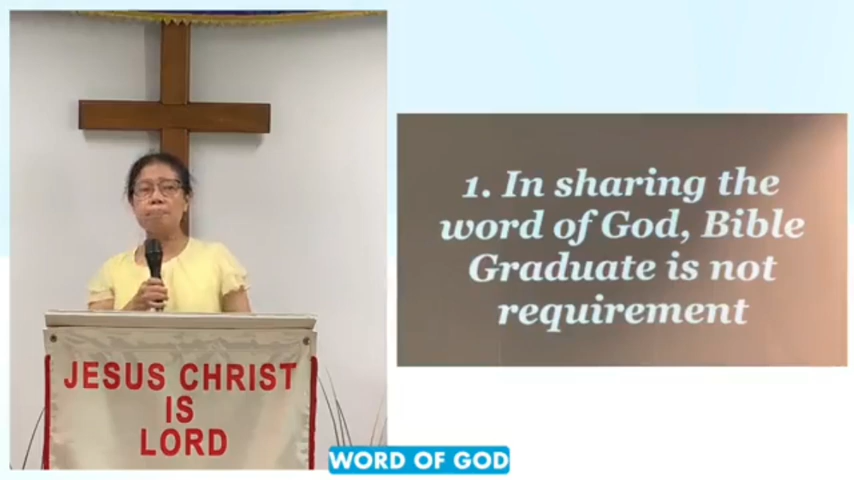 JESUS CHRIST
IS
LORD
1. In sharing the
word of God, Bible
Graduate is not
requirement
WORD OF GOD